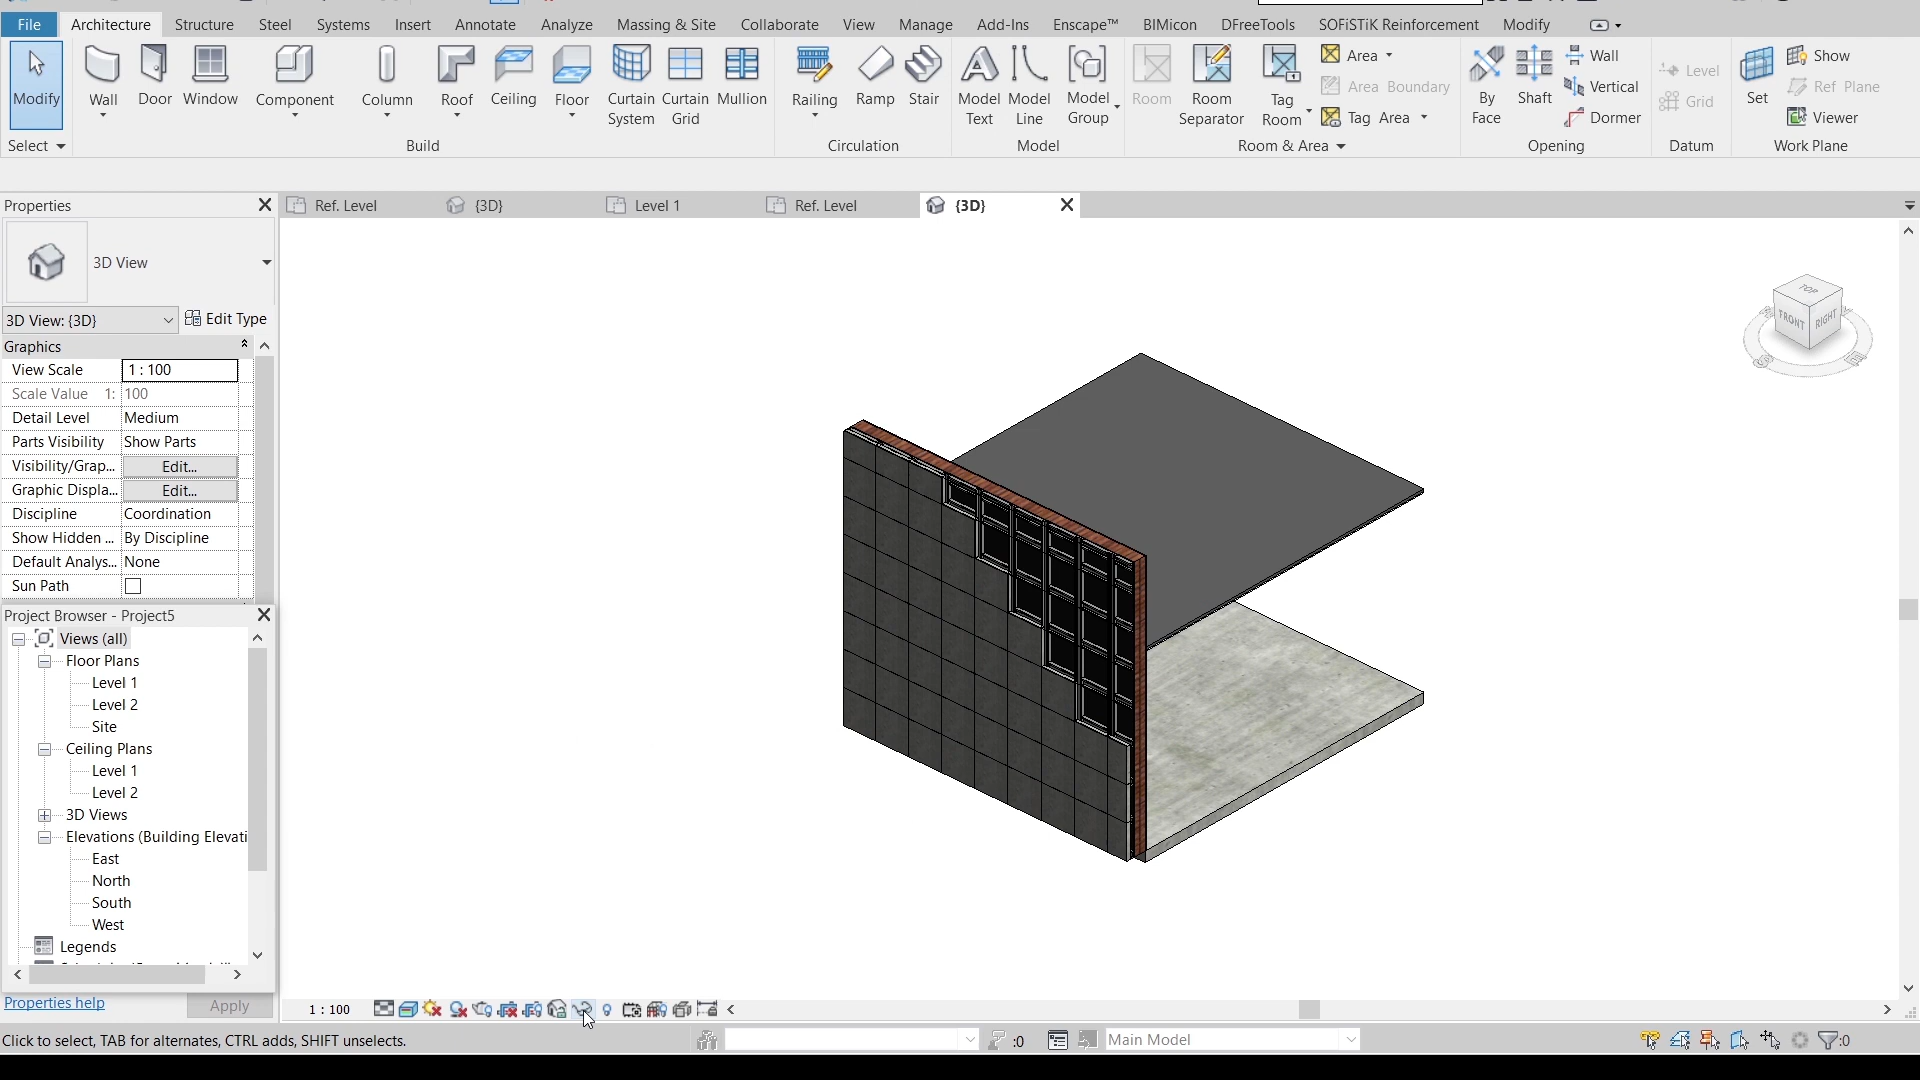 File Architecture Structure Steel Systems Insert Annotate Analyze Massing & Site Collaborate View Manage Add-Ins Enscape™ BIMicon DFreeTools SOFiSTiK Reinforcement Modify
Modify Wall Door Window Component Column Roof Ceiling Floor Curtain System Curtain Grid Mullion Railing Ramp Stair Model Text Model Line Model Group Room Room Separator Tag Room By Face Shaft Set
Area Wall Show
Area Boundary Vertical Level Ref Plane
Tag Area Dormer Grid Viewer
Select Build Circulation Model Room & Area Opening Datum Work Plane
Properties
Ref. Level {3D} Level 1 Ref. Level {3D}
3D View
3D View: {3D} Edit Type
Graphics
View Scale 1 : 100
Scale Value 1: 100
Detail Level Medium
Parts Visibility Show Parts
Visibility/Grap... Edit...
Graphic Displa... Edit...
Discipline Coordination
Show Hidden ... By Discipline
Default Analys... None
Sun Path
Project Browser - Project5
Views (all)
Floor Plans
Level 1
Level 2
Site
Ceiling Plans
Level 1
Level 2
3D Views
Elevations (Building Elevati
East
North
South
West
Legends
Properties help Apply
TOP
FRONT RIGHT
S E
1 : 100
Click to select, TAB for alternates, CTRL adds, SHIFT unselects. :0 Main Model :0